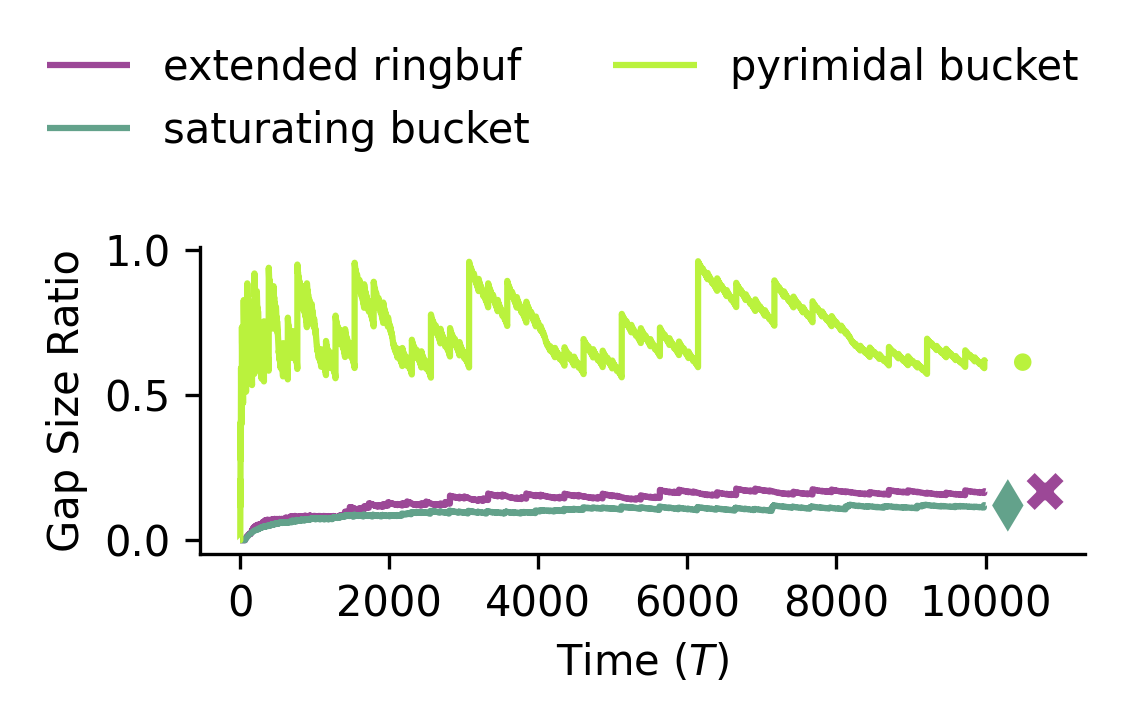 extended ringbuf
pyrimidal bucket
saturating bucket
1.0
0.5
0.0
Gap Size Ratio
0
2000
4000
6000
8000
10000
Time (T)